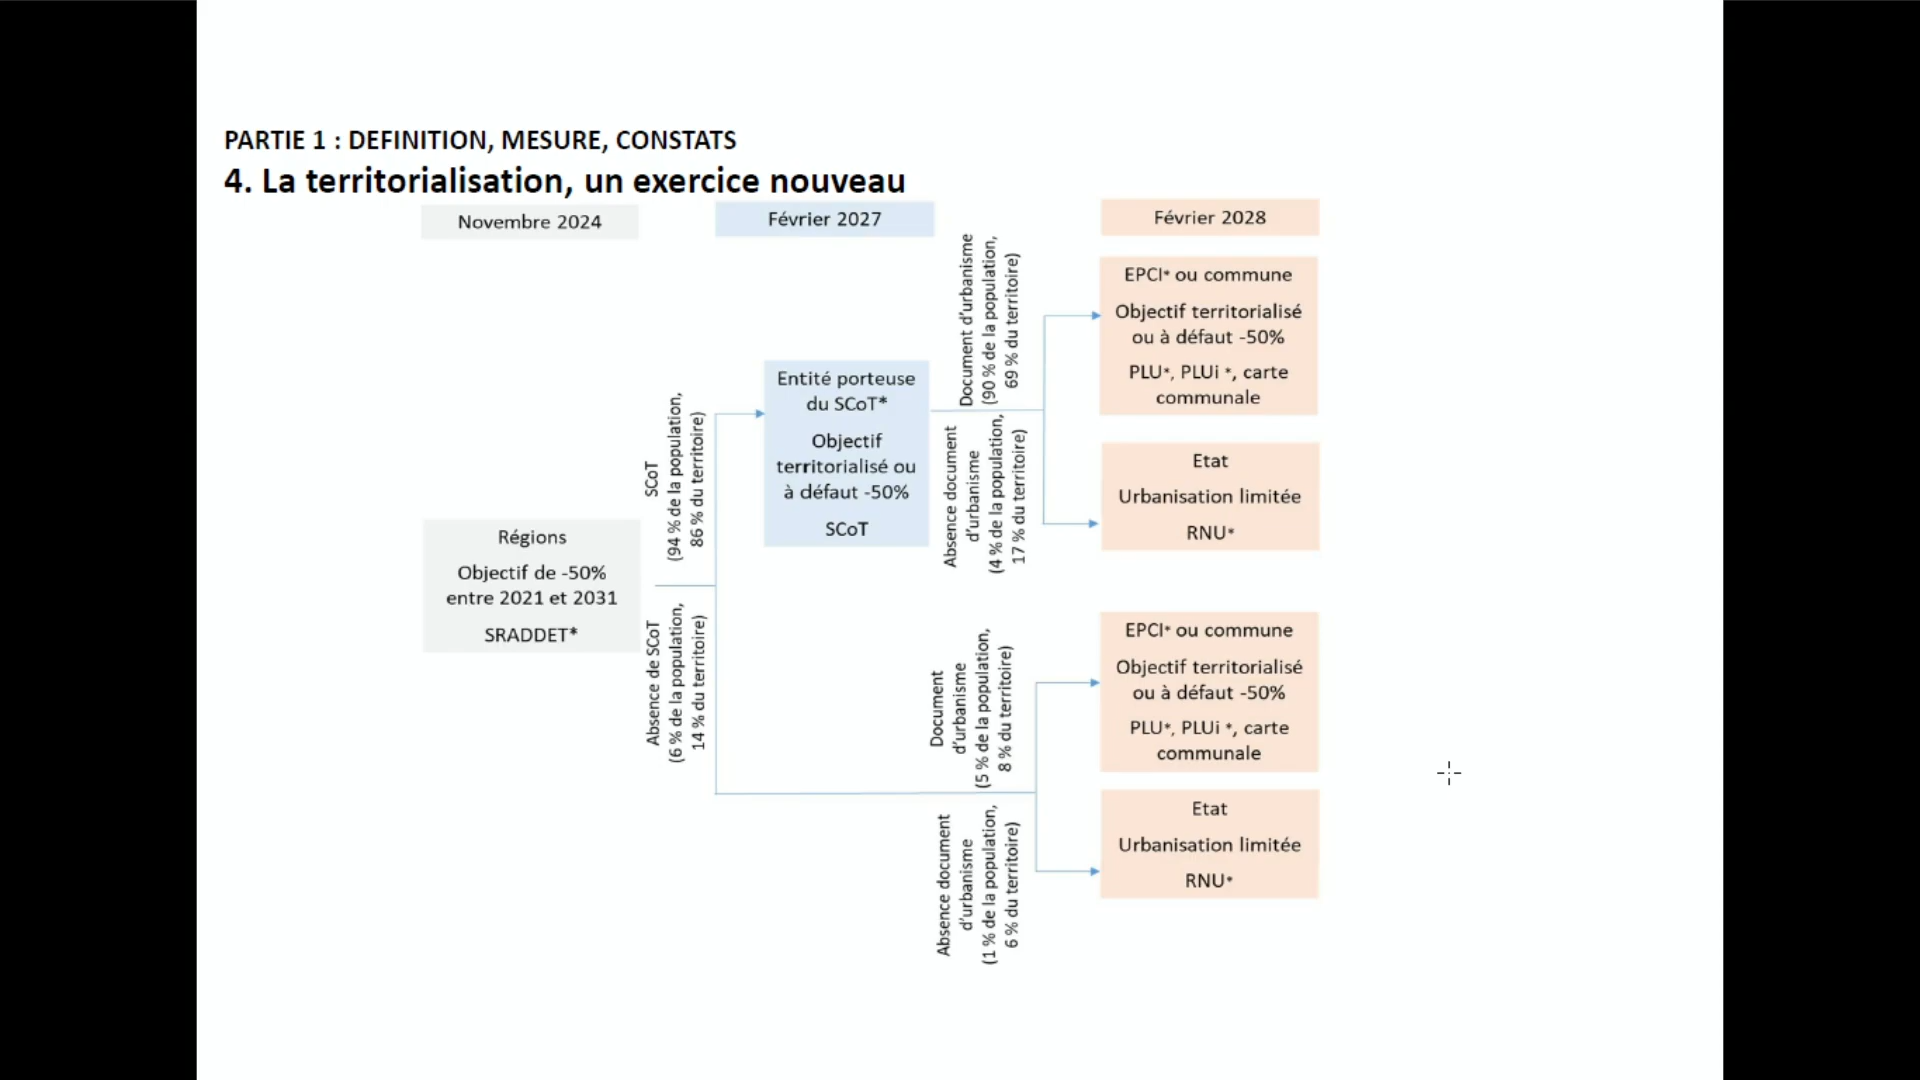 PARTIE 1 : DEFINITION, MESURE, CONSTATS
4. La territorialisation, un exercice nouveau
Novembre 2024
Février 2027
Février 2028
Régions
Objectif de -50%
entre 2021 et 2031
SRADDET*
SCoT
(94 % de la population,
86 % du territoire)
Absence de SCoT
(6 % de la population,
14 % du territoire)
Entité porteuse
du SCoT*
Objectif
territorialisé ou
à défaut -50%
SCoT
Document d'urbanisme
(90 % de la population,
69 % du territoire)
Absence document
d'urbanisme
(4 % de la population,
17 % du territoire)
Document
d'urbanisme
(5 % de la population,
8 % du territoire)
Absence document
d'urbanisme
(1 % de la population,
6 % du territoire)
EPCI* ou commune
Objectif territorialisé
ou à défaut -50%
PLU*, PLUi *, carte
communale
Etat
Urbanisation limitée
RNU*
EPCI* ou commune
Objectif territorialisé
ou à défaut -50%
PLU*, PLUi *, carte
communale
Etat
Urbanisation limitée
RNU*